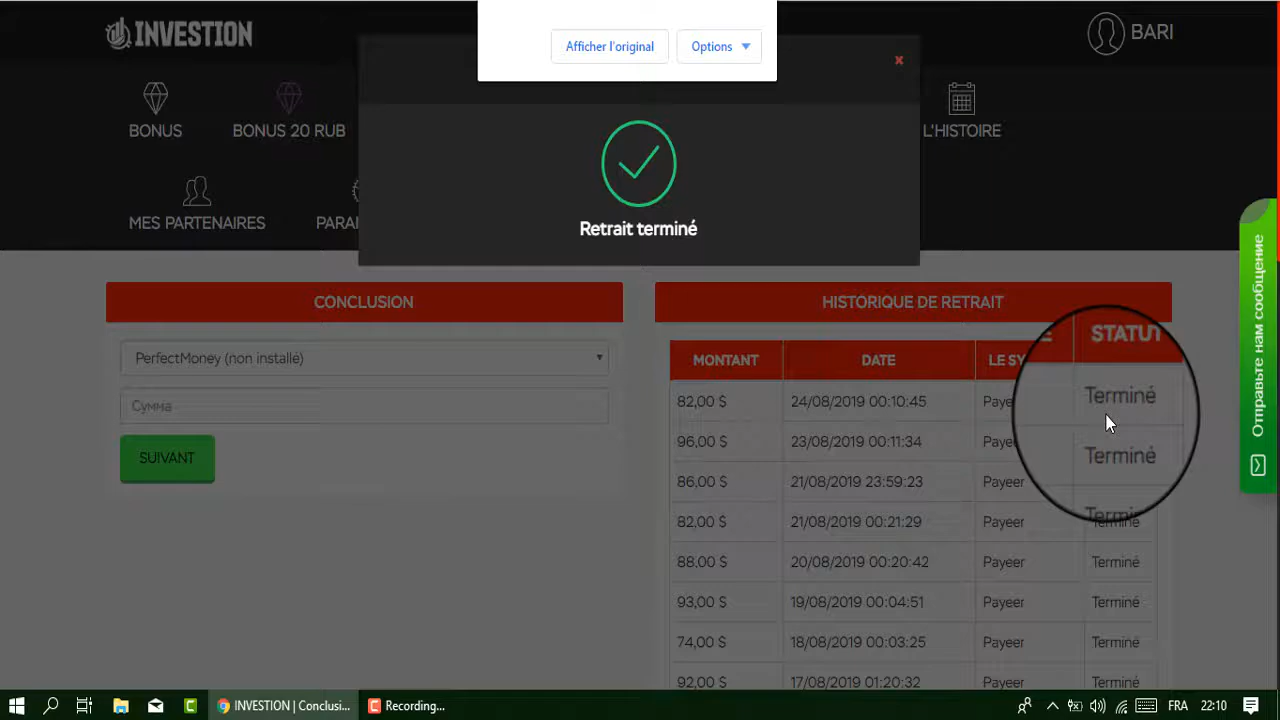 INVESTION
Afficher l'original
Options
BARI
BONUS
BONUS 20 RUB
L'HISTOIRE
MES PARTENAIRES
Retrait terminé
CONCLUSION
PerfectMoney (non installé)
Сумма
SUIVANT
HISTORIQUE DE RETRAIT
MONTANT DATE LE SY STATUT
82,00 $ 24/08/2019 00:10:45 Payeer Terminé
96,00 $ 23/08/2019 00:11:34 Payeer Terminé
86,00 $ 21/08/2019 23:59:23 Payeer
82,00 $ 21/08/2019 00:21:29 Payeer Terminé
88,00 $ 20/08/2019 00:20:42 Payeer Terminé
93,00 $ 19/08/2019 00:04:51 Payeer Terminé
74,00 $ 18/08/2019 00:03:25 Payeer Terminé
92,00 $ 17/08/2019 01:20:32 Payeer Terminé
Отправьте нам сообщение
INVESTION | Conclusi...
Recording...
FRA
22:10